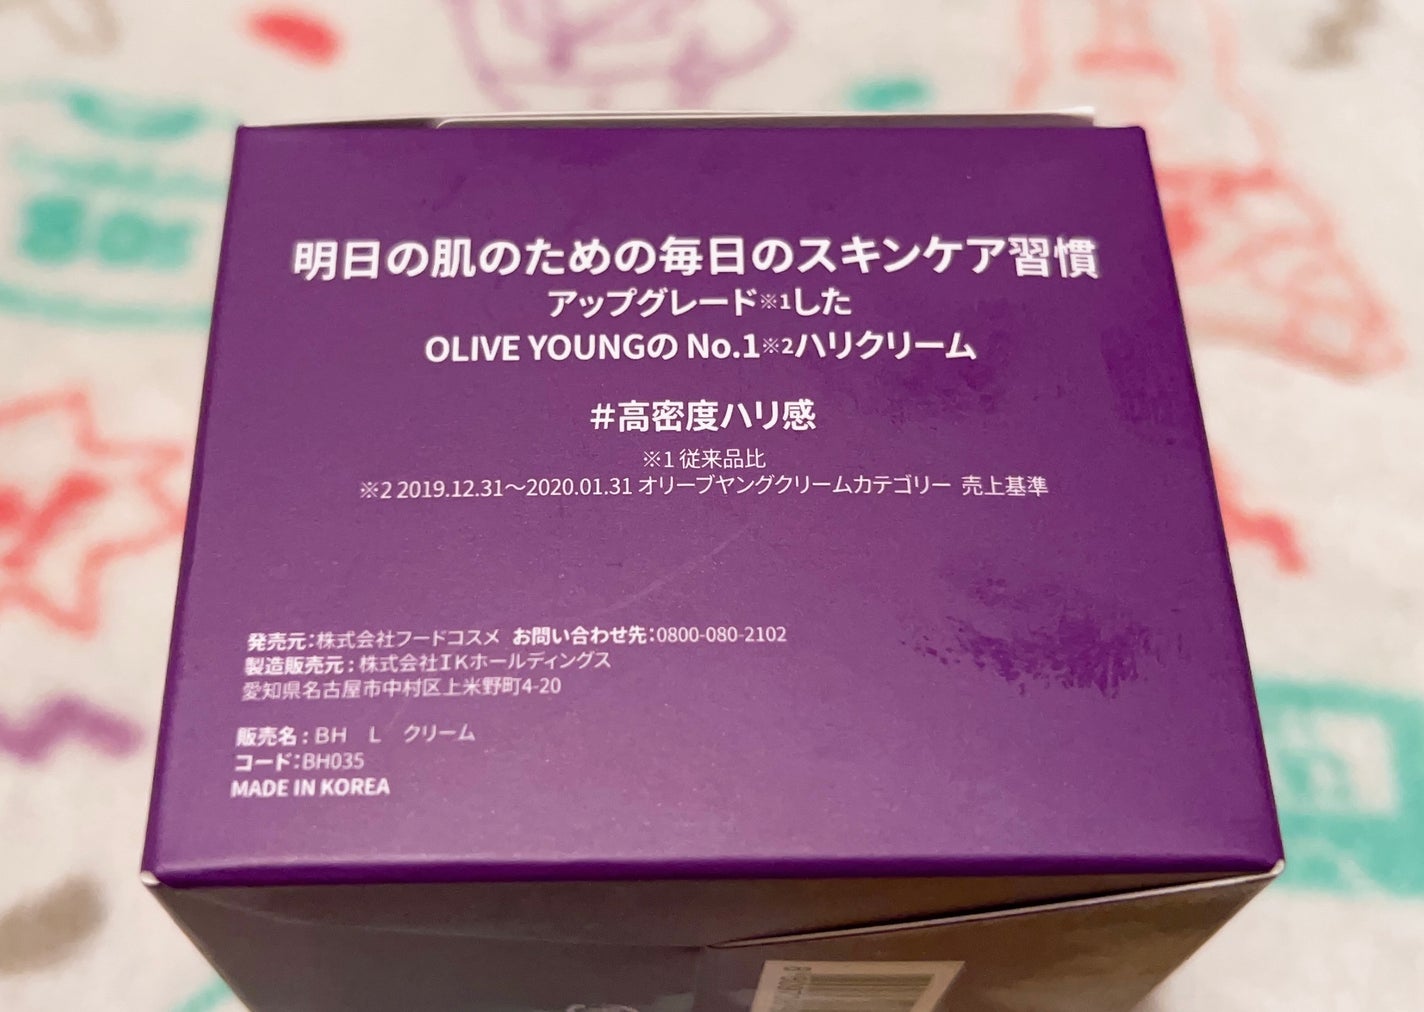 明日の肌のための毎日のスキンケア習慣
アップグレード※1した
OLIVE YOUNGの No.1※2ハリクリーム
#高密度ハリ感
※1 従来品比
※2 2019.12.31～2020.01.31 オリーブヤングクリームカテゴリー 売上基準
発売元：株式会社フードコスメ お問い合わせ先：0800-080-2102
製造販売元：株式会社IKホールディングス
愛知県名古屋市中村区上米野町4-20
販売名：BH L クリーム
コード：BH035
MADE IN KOREA